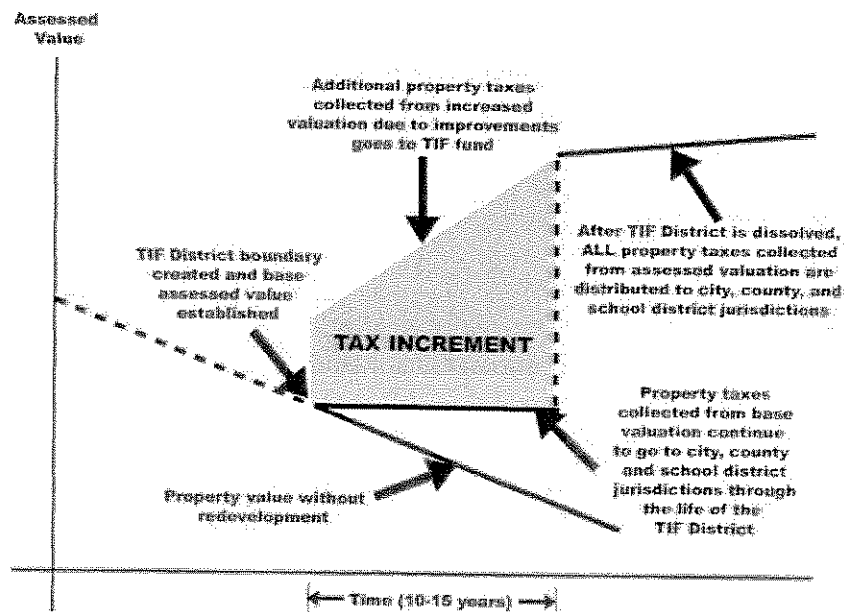 Assessed
Value
Additional property taxes
collected from increased
valuation due to improvements
goes to TIF fund
TIF District boundary
created and base
assessed value
established
After TIF District is dissolved,
ALL property taxes collected
from assessed valuation are
distributed to city, county, and
school district jurisdictions
TAX INCREMENT
Property taxes
collected from base
valuation continue
to go to city, county
and school district
jurisdictions through
the life of the
TIF District
Property value without
redevelopment
Time (10-15 years)